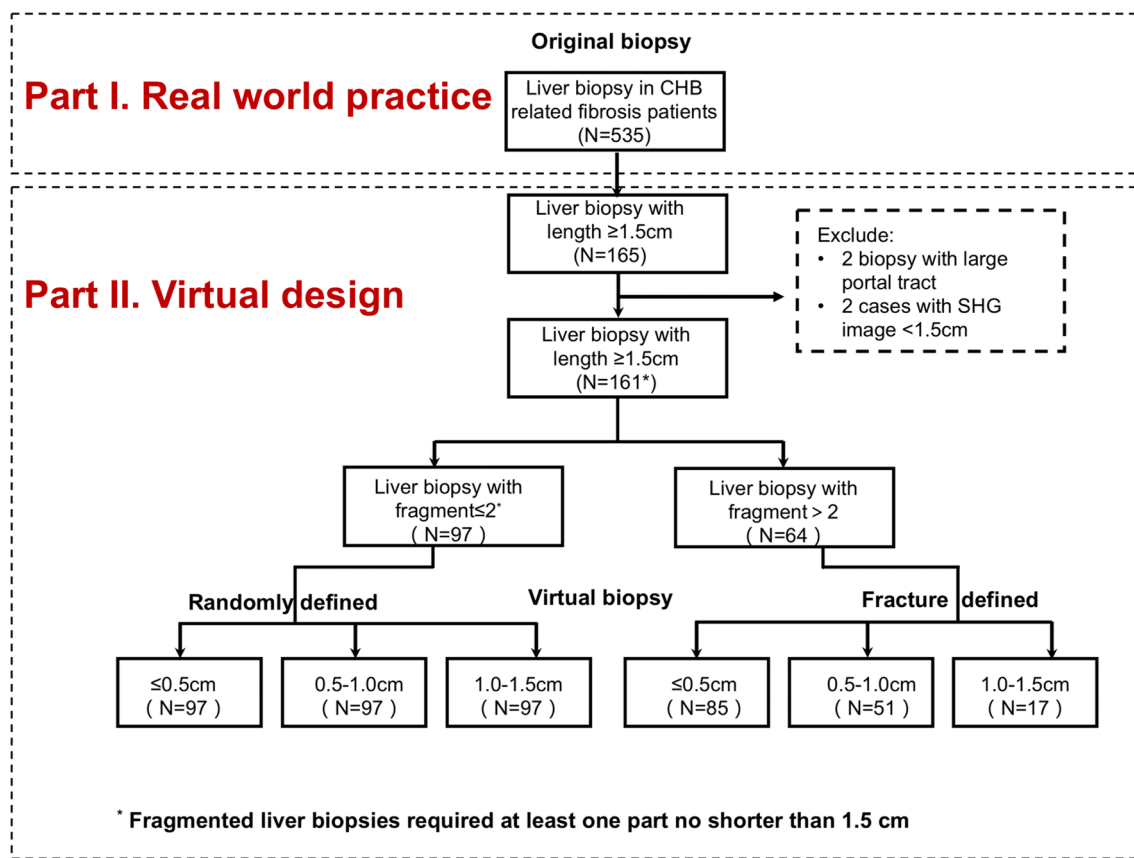 Original biopsy
Part I. Real world practice
Liver biopsy in CHB
related fibrosis patients
(N=535)
Part II. Virtual design
Liver biopsy with
length ≥1.5cm
(N=165)
Exclude:
• 2 biopsy with large
portal tract
• 2 cases with SHG
image <1.5cm
Liver biopsy with
length ≥1.5cm
(N=161*)
Liver biopsy with
fragment≤2*
( N=97 )
Liver biopsy with
fragment > 2
( N=64 )
Randomly defined
Virtual biopsy
Fracture defined
≤0.5cm
( N=97 )
0.5-1.0cm
( N=97 )
1.0-1.5cm
( N=97 )
≤0.5cm
( N=85 )
0.5-1.0cm
( N=51 )
1.0-1.5cm
( N=17 )
* Fragmented liver biopsies required at least one part no shorter than 1.5 cm